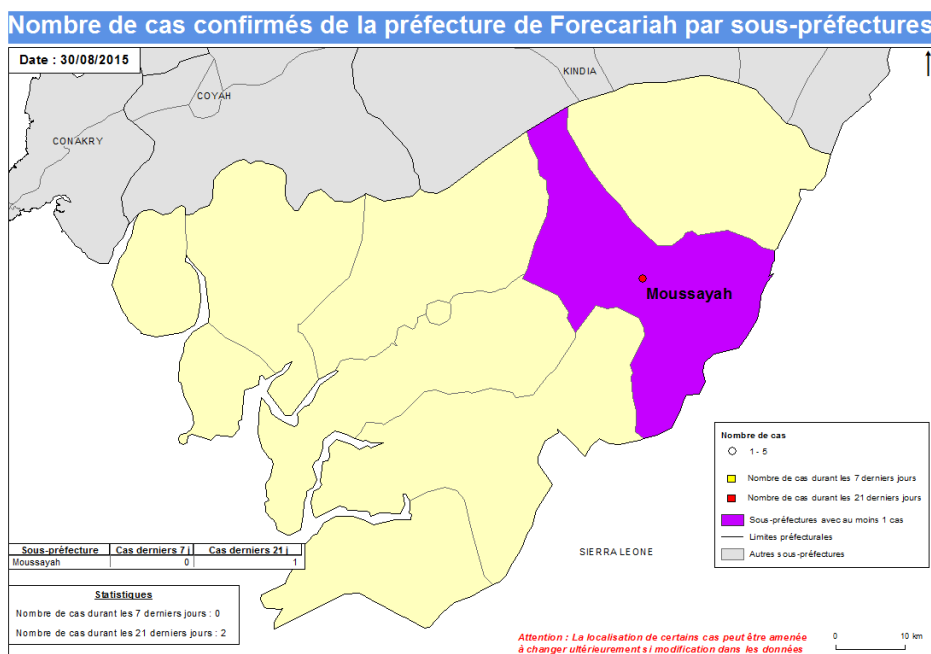 Nombre de cas confirmés de la préfecture de Forecariah par sous-préfectures
Date : 30/08/2015
KINDIA
COYAH
CONAKRY
Moussayah
Nombre de cas
1 - 5
Nombre de cas durant les 7 derniers jours
Nombre de cas durant les 21 derniers jours
Sous-préfectures avec au moins 1 cas
Limites préfecturales
Autres sous-préfectures
SIERRA LEONE
Sous-préfecture Cas derniers 7 j Cas derniers 21 j
Moussayah 0 1
Statistiques
Nombre de cas durant les 7 derniers jours : 0
Nombre de cas durant les 21 derniers jours : 2
Attention : La localisation de certains cas peut être amenée
à changer ultérieurement si modification dans les données
0 10 km